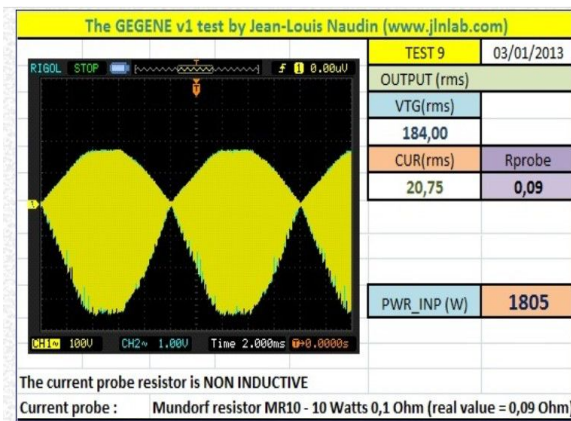 The GEGENE v1 test by Jean-Louis Naudin (www.jlnlab.com)
TEST 9 03/01/2013
RIGOL STOP 0.00uV
OUTPUT (rms)
VTG(rms)
184,00
CUR(rms) Rprobe
20,75 0,09
PWR_INP (W) 1805
CH1~ 100V CH2~ 1.00V Time 2.000ms 0.0000s
The current probe resistor is NON INDUCTIVE
Current probe : Mundorf resistor MR10 - 10 Watts 0,1 Ohm (real value = 0,09 Ohm)